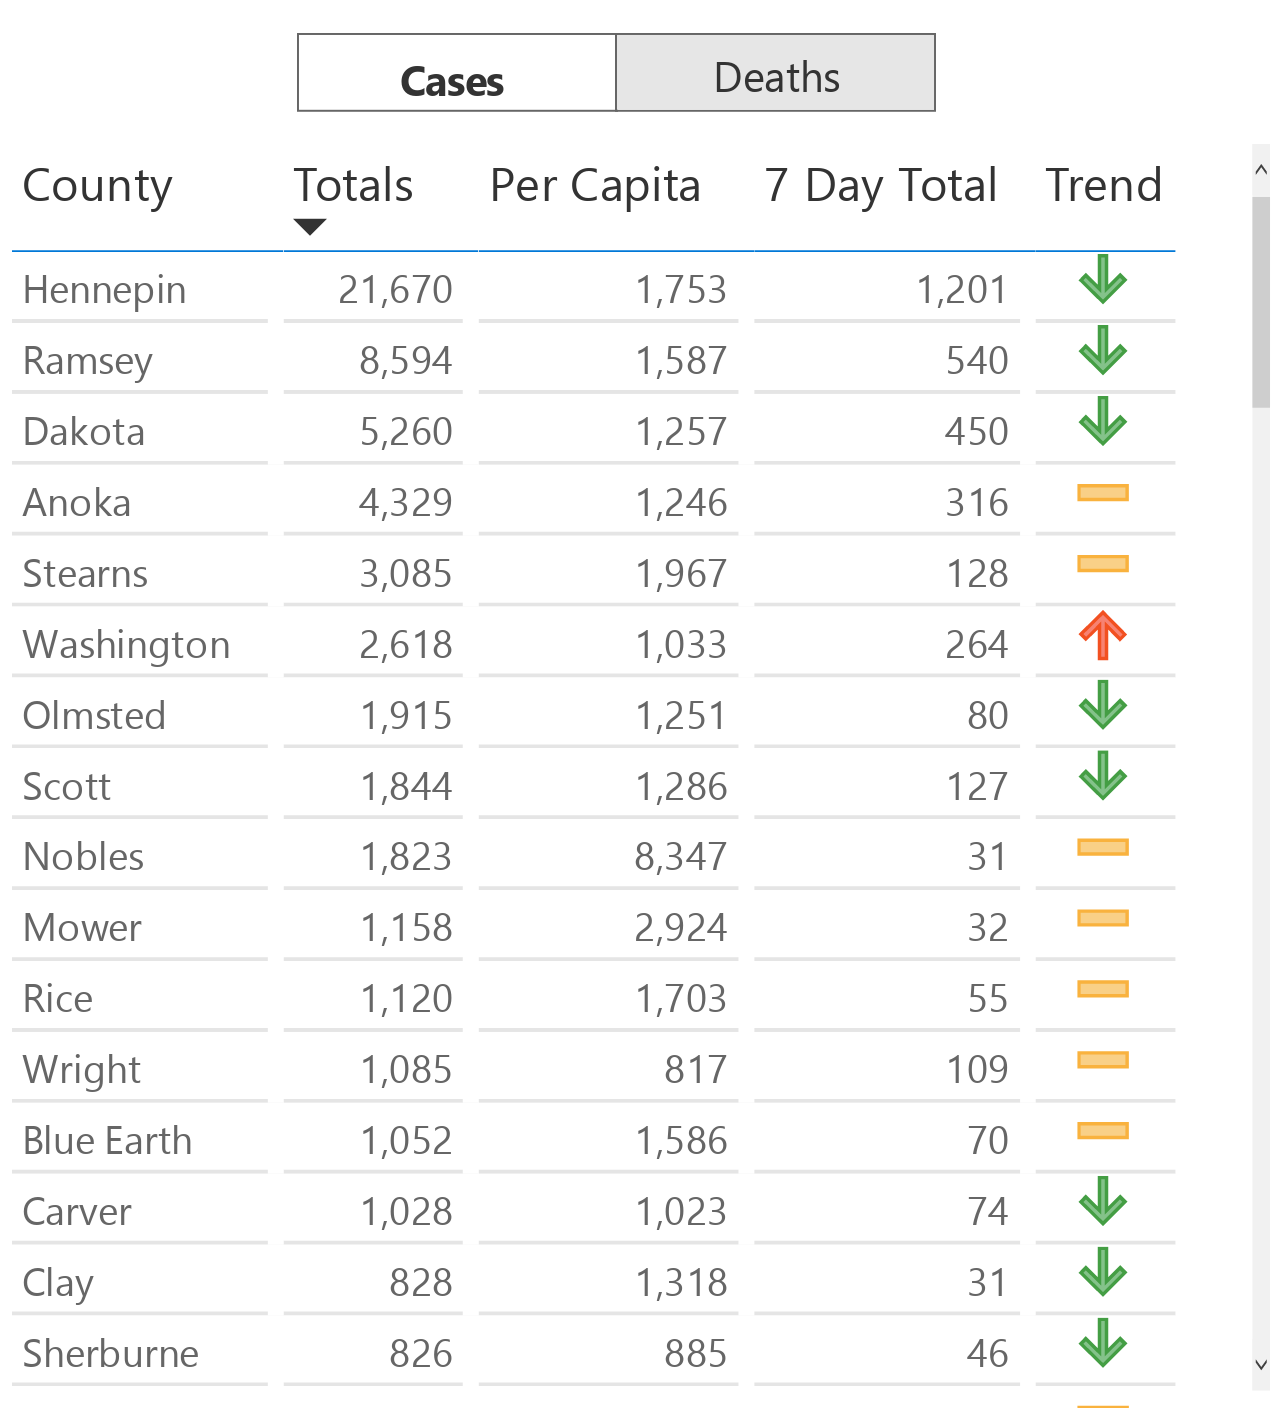 Cases Deaths
County Totals Per Capita 7 Day Total Trend
Hennepin 21,670 1,753 1,201
Ramsey 8,594 1,587 540
Dakota 5,260 1,257 450
Anoka 4,329 1,246 316
Stearns 3,085 1,967 128
Washington 2,618 1,033 264
Olmsted 1,915 1,251 80
Scott 1,844 1,286 127
Nobles 1,823 8,347 31
Mower 1,158 2,924 32
Rice 1,120 1,703 55
Wright 1,085 817 109
Blue Earth 1,052 1,586 70
Carver 1,028 1,023 74
Clay 828 1,318 31
Sherburne 826 885 46